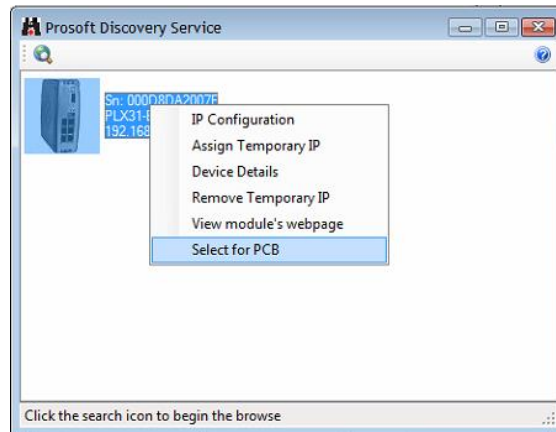 Prosoft Discovery Service
Sn: 000D8DA2007F
PLX31-
192.168
IP Configuration
Assign Temporary IP
Device Details
Remove Temporary IP
View module's webpage
Select for PCB
Click the search icon to begin the browse